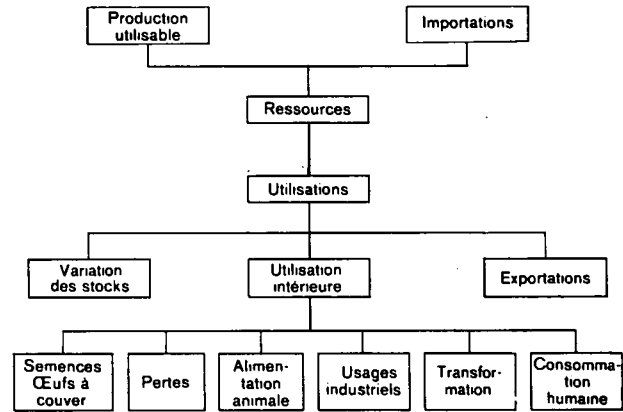 Production
utilisable
Importations
Ressources
Utilisations
Variation
des stocks
Utilisation
intérieure
Exportations
Semences
Œufs à
couver
Pertes
Alimen-
tation
animale
Usages
industriels
Transfor-
mation
Consomma-
tion
humaine